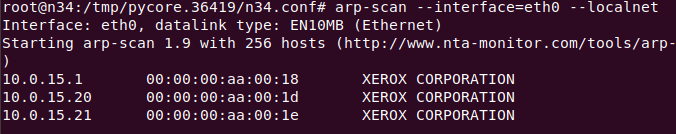 root@n34:/tmp/pycore.36419/n34.conf# arp-scan --interface=eth0 --localnet
Interface: eth0, datalink type: EN10MB (Ethernet)
Starting arp-scan 1.9 with 256 hosts (http://www.nta-monitor.com/tools/arp-
)
10.0.15.1 00:00:00:aa:00:18 XEROX CORPORATION
10.0.15.20 00:00:00:aa:00:1d XEROX CORPORATION
10.0.15.21 00:00:00:aa:00:1e XEROX CORPORATION